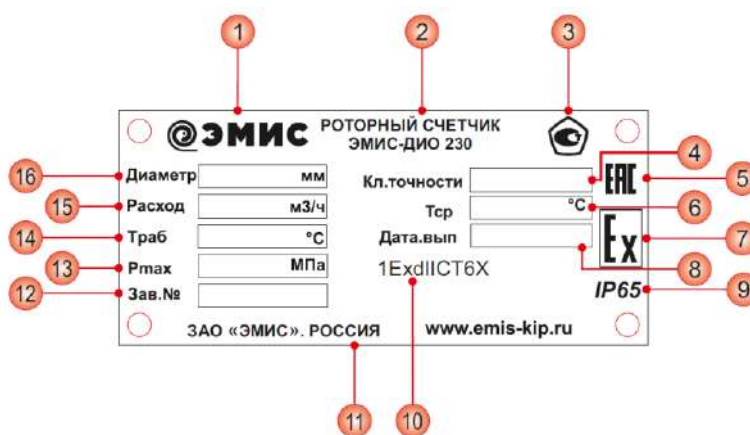 1
2
3
@ЭМИС
РОТОРНЫЙ СЧЕТЧИК
ЭМИС-ДИО 230
16
Диаметр мм
Кл.точности
4
ЕАС
5
15
Расход м3/ч
Тср °С
6
14
Траб °С
Дата.вып
Ex
7
13
Pmax МПа
1ExdIICT6X
8
12
Зав.№
IP65
9
ЗАО «ЭМИС». РОССИЯ
www.emis-kip.ru
11
10